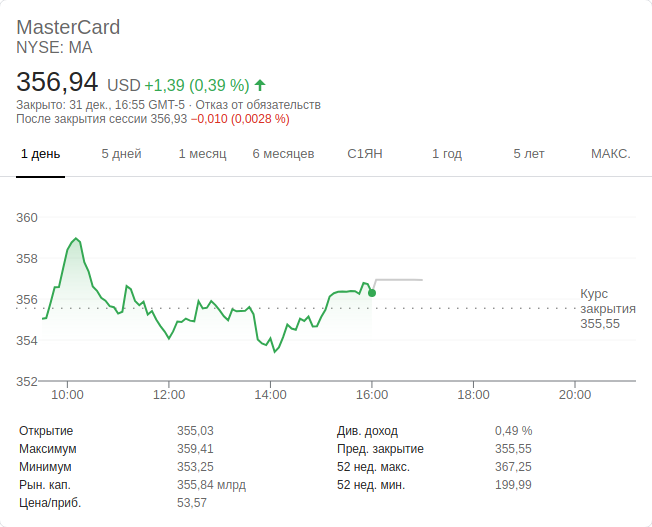 MasterCard
NYSE: MA
356,94 USD +1,39 (0,39 %)
Закрыто: 31 дек., 16:55 GMT-5 · Отказ от обязательств
После закрытия сессии 356,93 −0,010 (0,0028 %)
1 день 5 дней 1 месяц 6 месяцев С1ЯН 1 год 5 лет МАКС.
360
358
356
354
352
Курс
закрытия
355,55
10:00 12:00 14:00 16:00 18:00 20:00
Открытие 355,03 Див. доход 0,49 %
Максимум 359,41 Пред. закрытие 355,55
Минимум 353,25 52 нед. макс. 367,25
Рын. кап. 355,84 млрд 52 нед. мин. 199,99
Цена/приб. 53,57